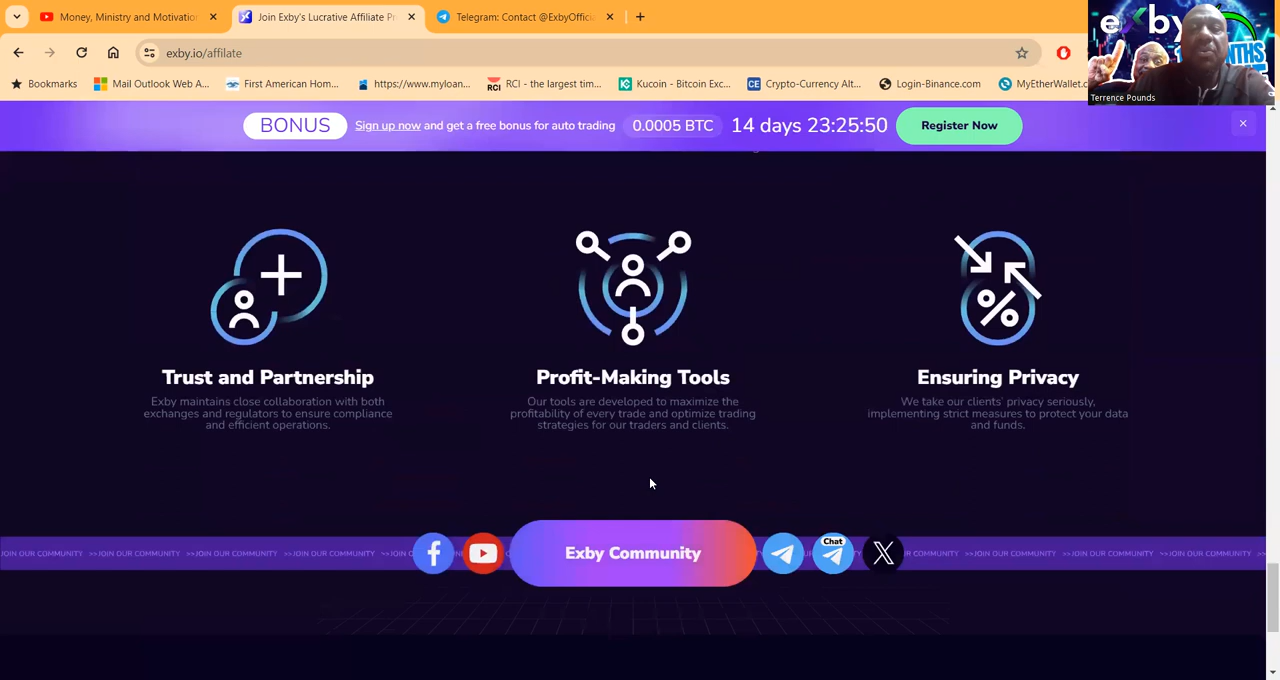 Money, Ministry and Motivation
Join Exby's Lucrative Affiliate Pr
Telegram: Contact @ExbyOffici
exby.io/affilate
Bookmarks
Mail Outlook Web A...
First American Hom...
https://www.myloan...
RCI - the largest tim...
Kucoin - Bitcoin Exc...
Crypto-Currency Alt...
Login-Binance.com
MyEtherWallet.c
Terrence Pounds
BONUS
Sign up now and get a free bonus for auto trading
0.0005 BTC
14 days 23:25:50
Register Now
Trust and Partnership
Exby maintains close collaboration with both
exchanges and regulators to ensure compliance
and efficient operations.
Profit-Making Tools
Our tools are developed to maximize the
profitability of every trade and optimize trading
strategies for our traders and clients.
Ensuring Privacy
We take our clients' privacy seriously,
implementing strict measures to protect your data
and funds.
JOIN OUR COMMUNITY >>JOIN OUR COMMUNITY >>JOIN OUR COMMUNITY >>JOIN OUR COMMUNITY
Exby Community
Chat
OUR COMMUNITY >>JOIN OUR COMMUNITY >>JOIN OUR COMMUNITY >>JOIN OUR COMMUNITY